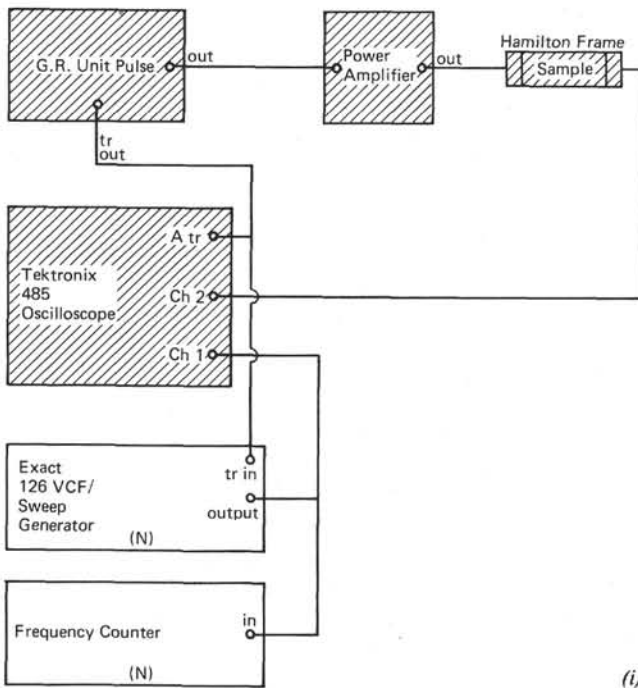 G.R. Unit Pulse
out
tr
out
Power
Amplifier
out
Hamilton Frame
Sample
A tr
Tektronix
485
Oscilloscope
Ch 2
Ch 1
Exact
126 VCF/
Sweep
Generator
tr in
output
(N)
Frequency Counter
in
(N)
(i)